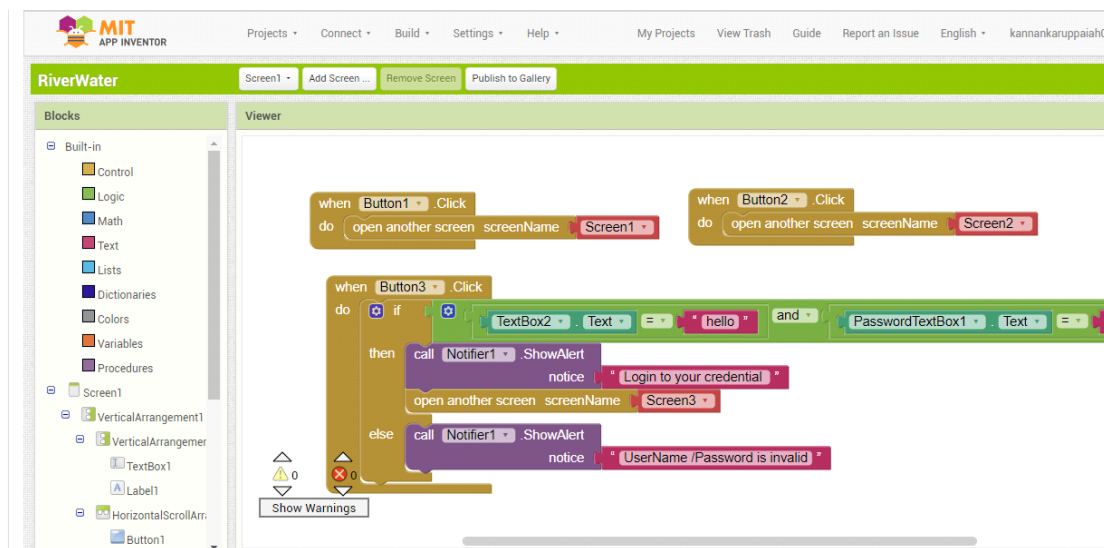 MIT
APP INVENTOR
Projects Connect Build Settings Help My Projects View Trash Guide Report an Issue English kannankaruppaiah
RiverWater Screen1 Add Screen ... Remove Screen Publish to Gallery
Blocks Viewer
Built-in
Control
Logic
Math
Text
Lists
Dictionaries
Colors
Variables
Procedures
Screen1
VerticalArrangement1
VerticalArrangemer
TextBox1
Label1
HorizontalScrollArr
Button1
when Button1 .Click
do open another screen screenName Screen1
when Button2 .Click
do open another screen screenName Screen2
when Button3 .Click
do if TextBox2 . Text = " hello " and PasswordTextBox1 . Text =
then call Notifier1 .ShowAlert
notice " Login to your credential "
open another screen screenName Screen3
else call Notifier1 .ShowAlert
notice " UserName /Password is invalid "
0 0
Show Warnings